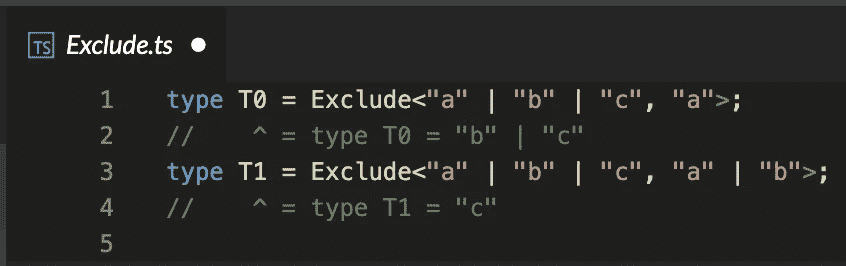 TS Exclude.ts
1 type T0 = Exclude<"a" | "b" | "c", "a">;
2 //    ^ = type T0 = "b" | "c"
3 type T1 = Exclude<"a" | "b" | "c", "a" | "b">;
4 //    ^ = type T1 = "c"
5